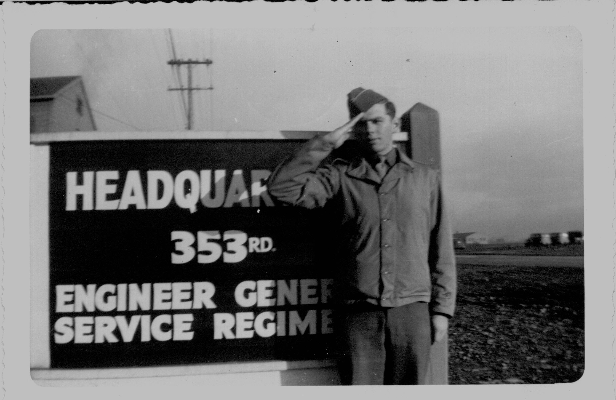 HEADQUAR
353RD.
ENGINEER GENER
SERVICE REGIME